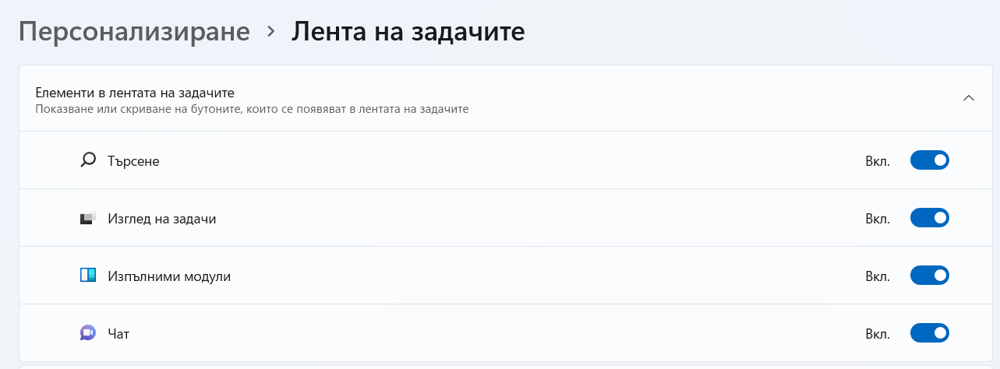 Персонализиране › Лента на задачите
Елементи в лентата на задачите
Показване или скриване на бутоните, които се появяват в лентата на задачите
Търсене Вкл.
Изглед на задачи Вкл.
Изпълними модули Вкл.
Чат Вкл.